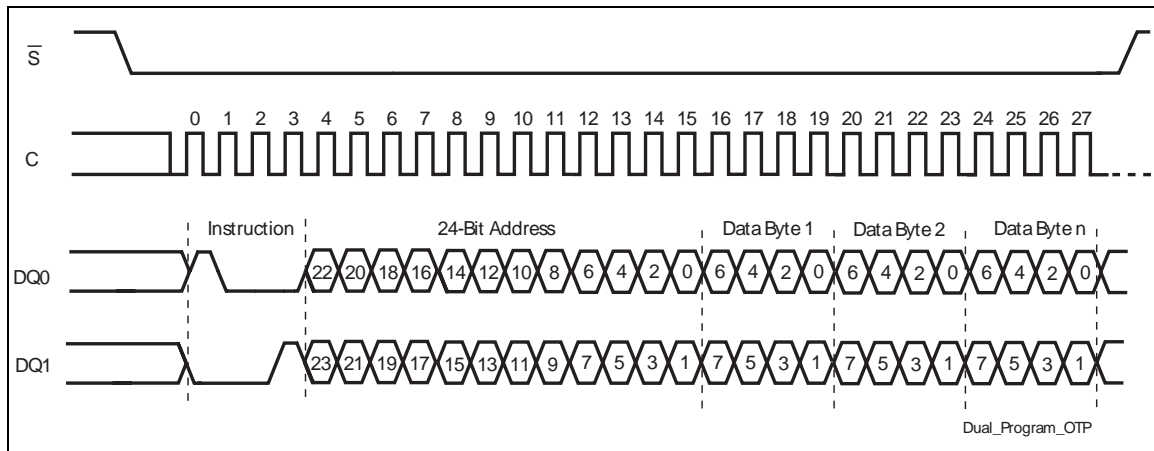 S
0 1 2 3 4 5 6 7 8 9 10 11 12 13 14 15 16 17 18 19 20 21 22 23 24 25 26 27
C
Instruction 24-Bit Address Data Byte 1 Data Byte 2 Data Byte n
DQ0 22 20 18 16 14 12 10 8 6 4 2 0 6 4 2 0 6 4 2 0 6 4 2 0
DQ1 23 21 19 17 15 13 11 9 7 5 3 1 7 5 3 1 7 5 3 1 7 5 3 1
Dual_Program_OTP